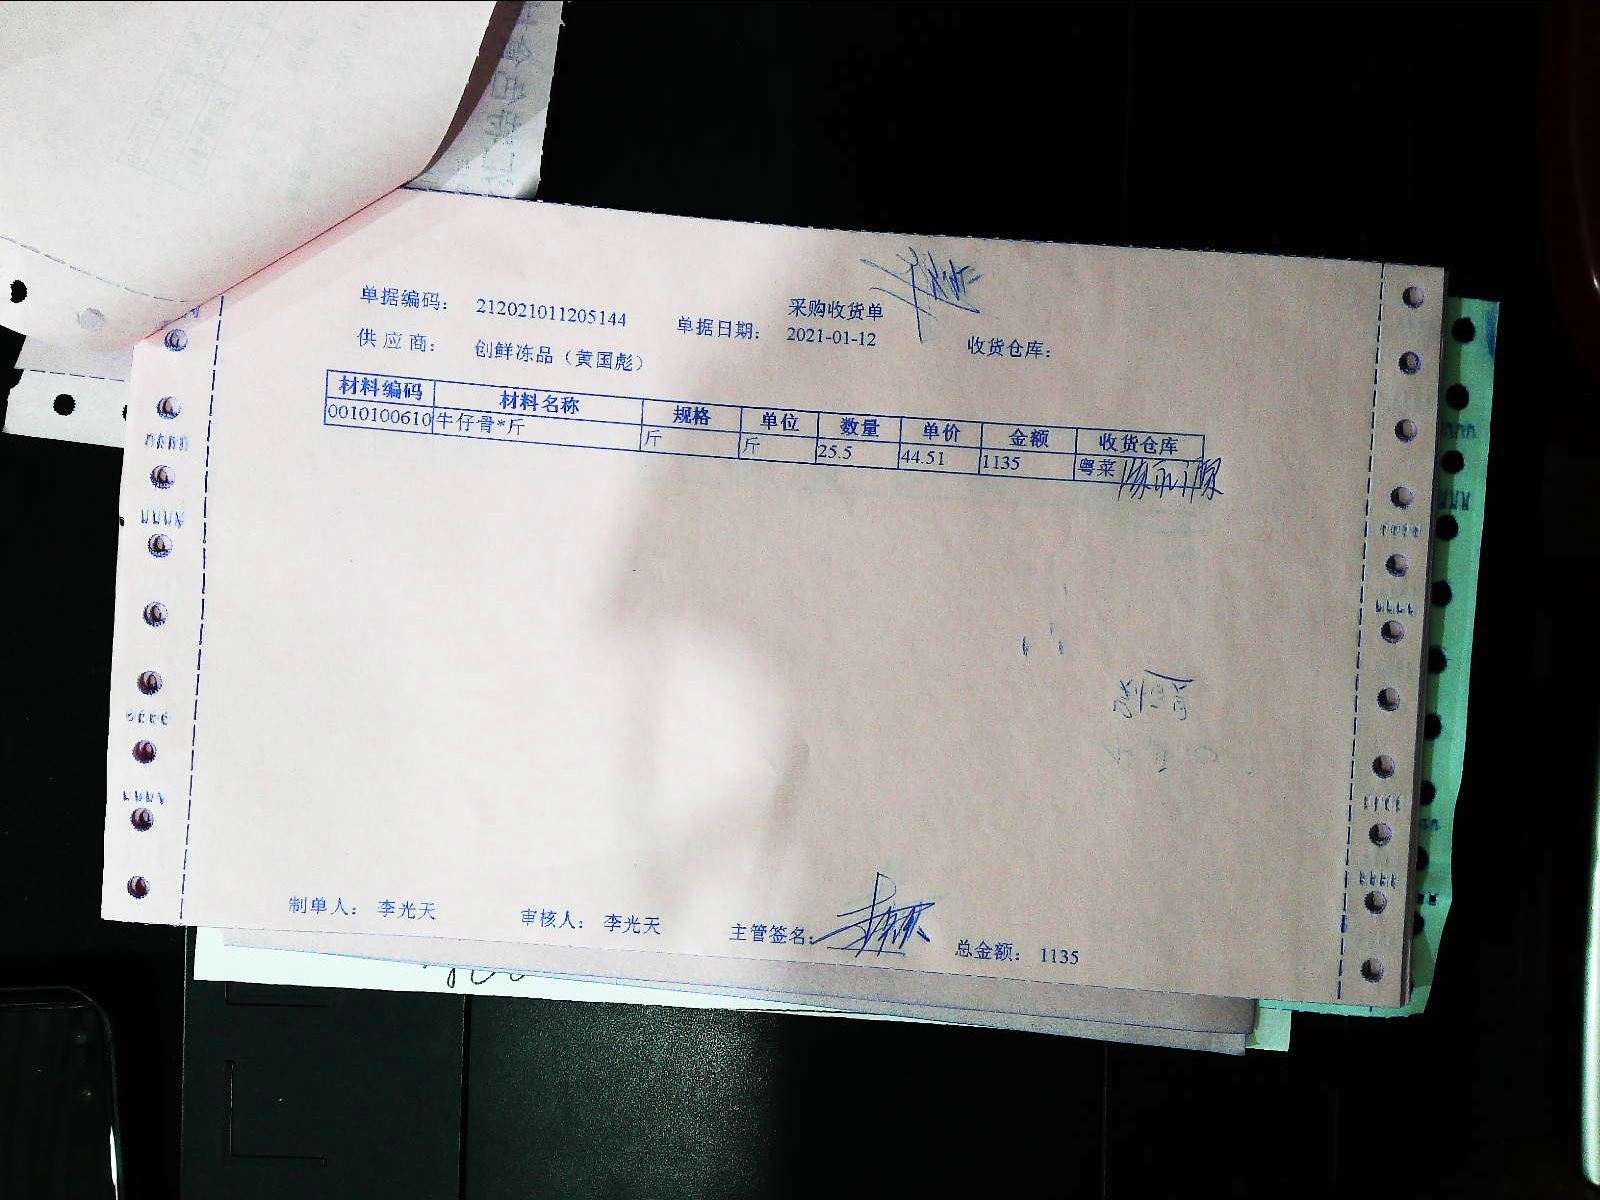 采购收货单
单据编码： 212021011205144 单据日期： 2021-01-12 收货仓库：
供应商： 创鲜冻品（黄国彪）
材料编码 材料名称 规格 单位 数量 单价 金额 收货仓库
0010100610 牛仔骨*斤 斤 斤 25.5 44.51 1135 粤菜
制单人： 李光天 审核人： 李光天 主管签名： 总金额： 1135